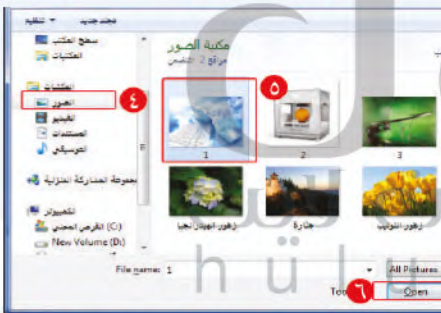 تنظيم
مجلد جديد
سطح المكتب
المكتبات
المكتبات
الصور
الفيديو
المستندات
الموسيقى
مجموعة المشاركة المنزلية
الكمبيوتر
القرص المحلي (C:)
New Volume (D:)
مكتبة الصور
مواقع 2
٤
٥
1
2
3
زهور الهيدرانجيا
منارة
زهور التوليب
File name: 1
All Pictures
٦
Open
hülu